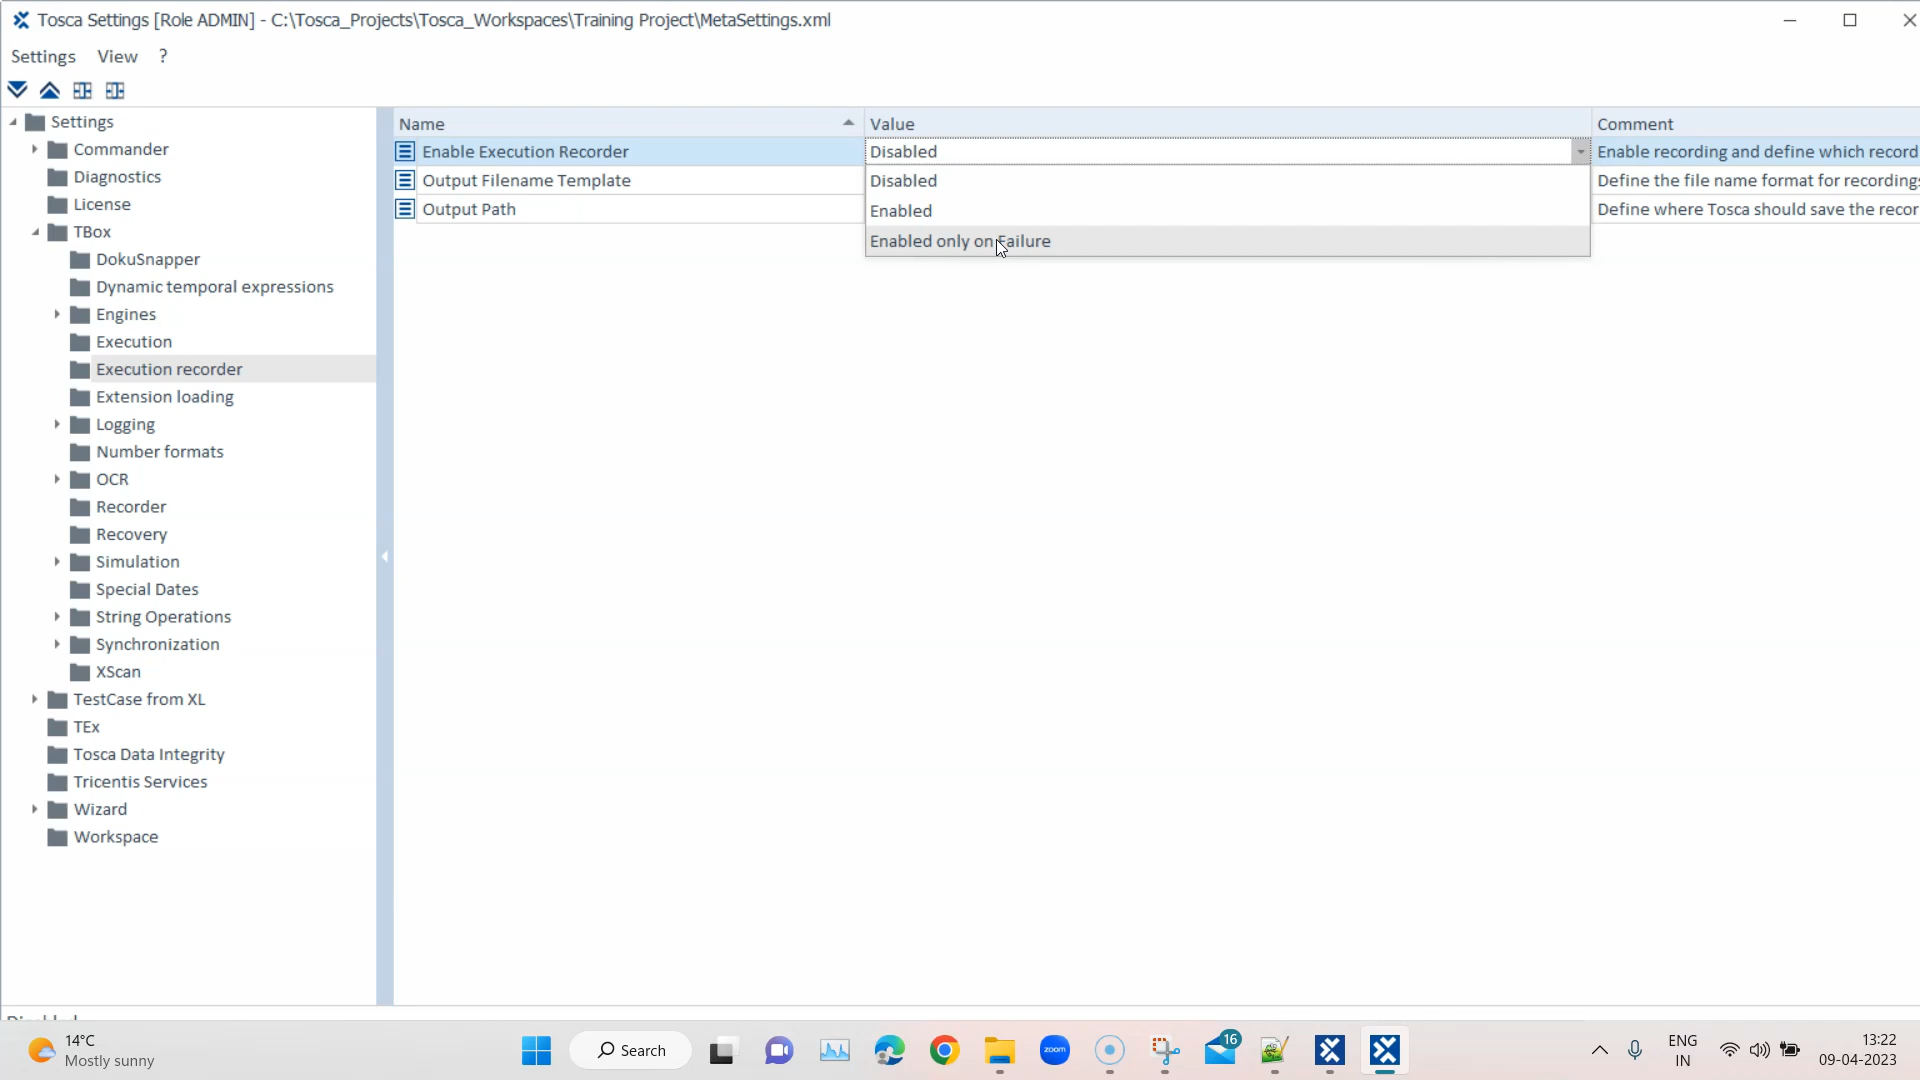 Tosca Settings [Role ADMIN] - C:\Tosca_Projects\Tosca_Workspaces\Training Project\MetaSettings.xml
Settings View ?
Settings
Commander
Diagnostics
License
TBox
DokuSnapper
Dynamic temporal expressions
Engines
Execution
Execution recorder
Extension loading
Logging
Number formats
OCR
Recorder
Recovery
Simulation
Special Dates
String Operations
Synchronization
XScan
TestCase from XL
TEx
Tosca Data Integrity
Tricentis Services
Wizard
Workspace
Name Value Comment
Enable Execution Recorder Disabled Enable recording and define which record
Output Filename Template Disabled Define the file name format for recordings
Output Path Enabled Define where Tosca should save the recor
Enabled only on Failure
14°C
Mostly sunny
Search
zoom
16
ENG
IN
13:22
09-04-2023